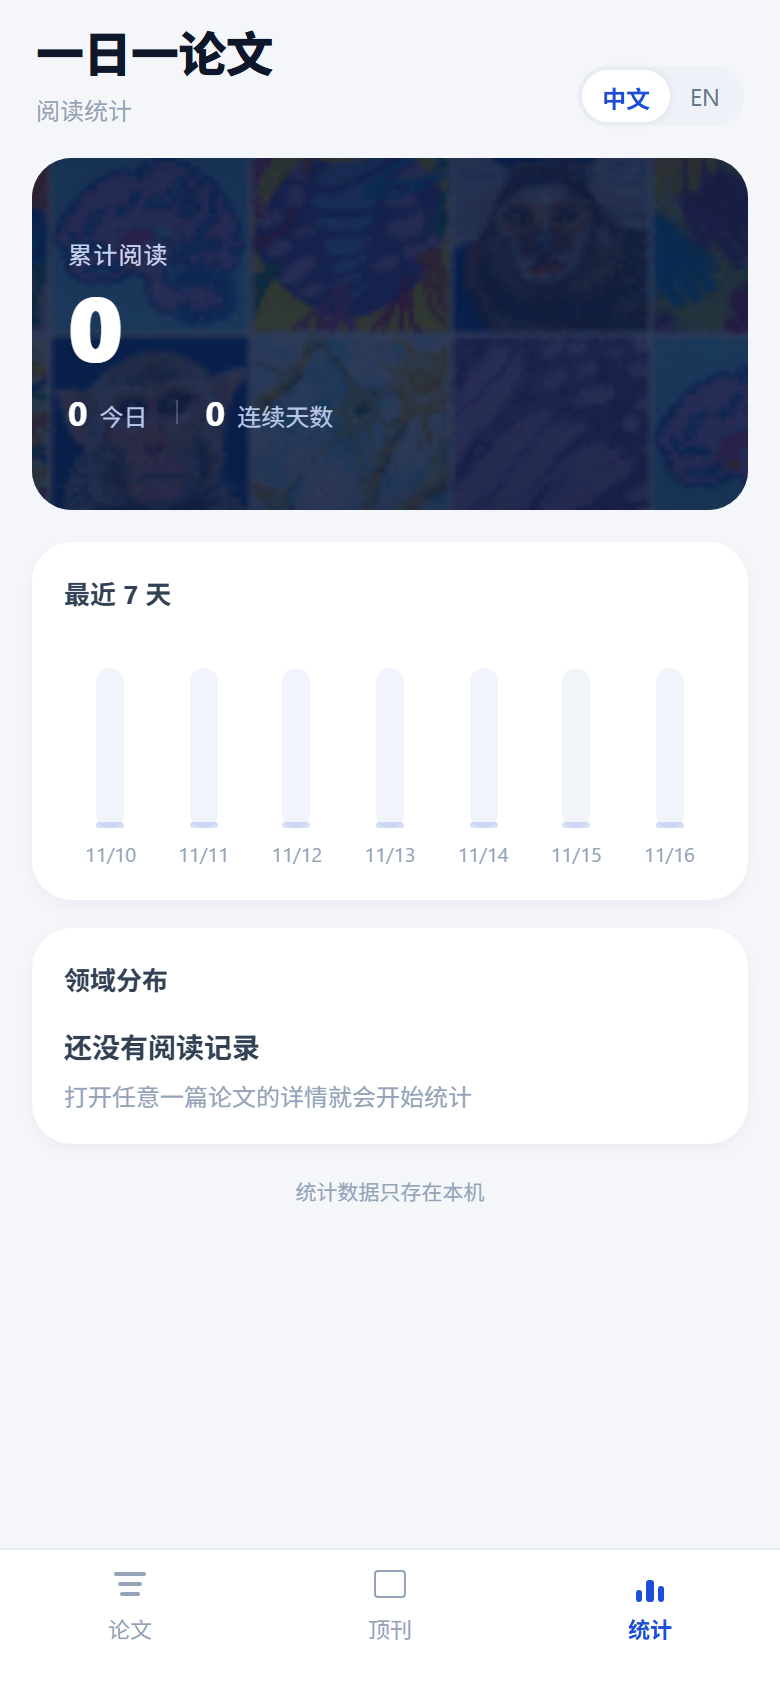 一日一论文
阅读统计
中文 EN
累计阅读
0
0 今日 0 连续天数
最近 7 天
11/10 11/11 11/12 11/13 11/14 11/15 11/16
领域分布
还没有阅读记录
打开任意一篇论文的详情就会开始统计
统计数据只存在本机
论文 顶刊 统计